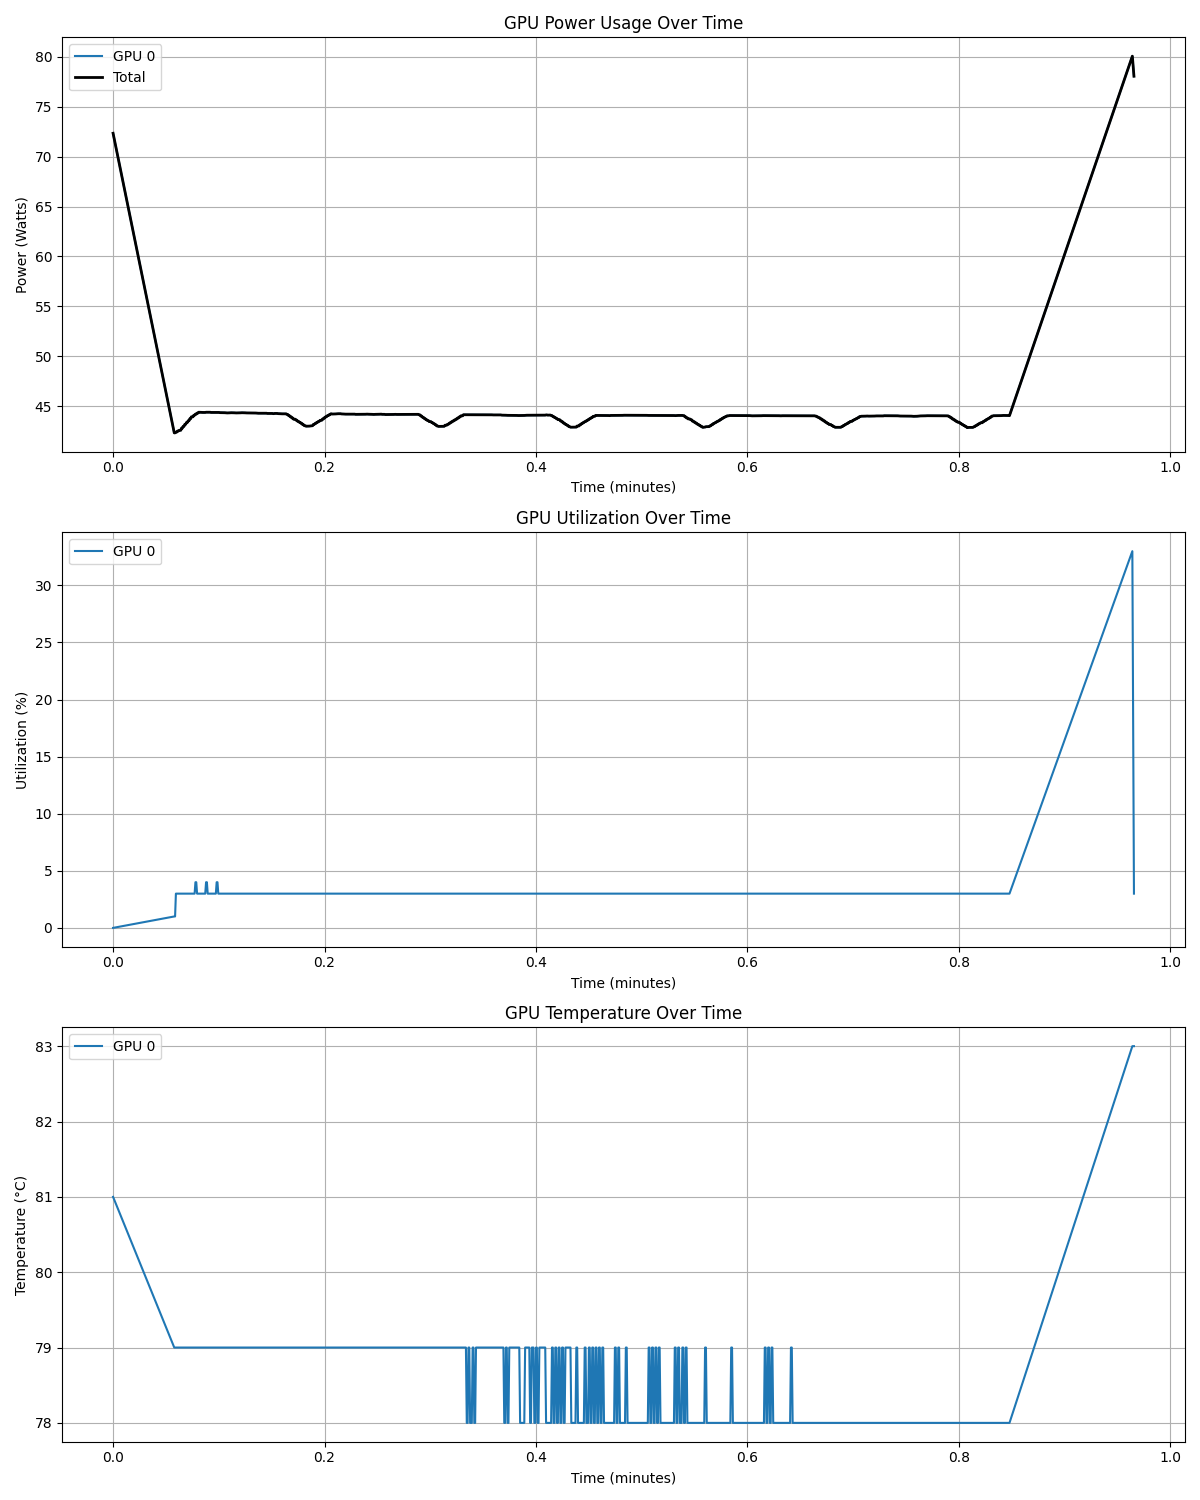 GPU Power Usage Over Time
GPU 0
Total
80
75
70
65
60
55
50
45
Power (Watts)
0.0 0.2 0.4 0.6 0.8 1.0
Time (minutes)
GPU Utilization Over Time
GPU 0
30
25
20
15
10
5
0
Utilization (%)
0.0 0.2 0.4 0.6 0.8 1.0
Time (minutes)
GPU Temperature Over Time
GPU 0
83
82
81
80
79
78
Temperature (°C)
0.0 0.2 0.4 0.6 0.8 1.0
Time (minutes)